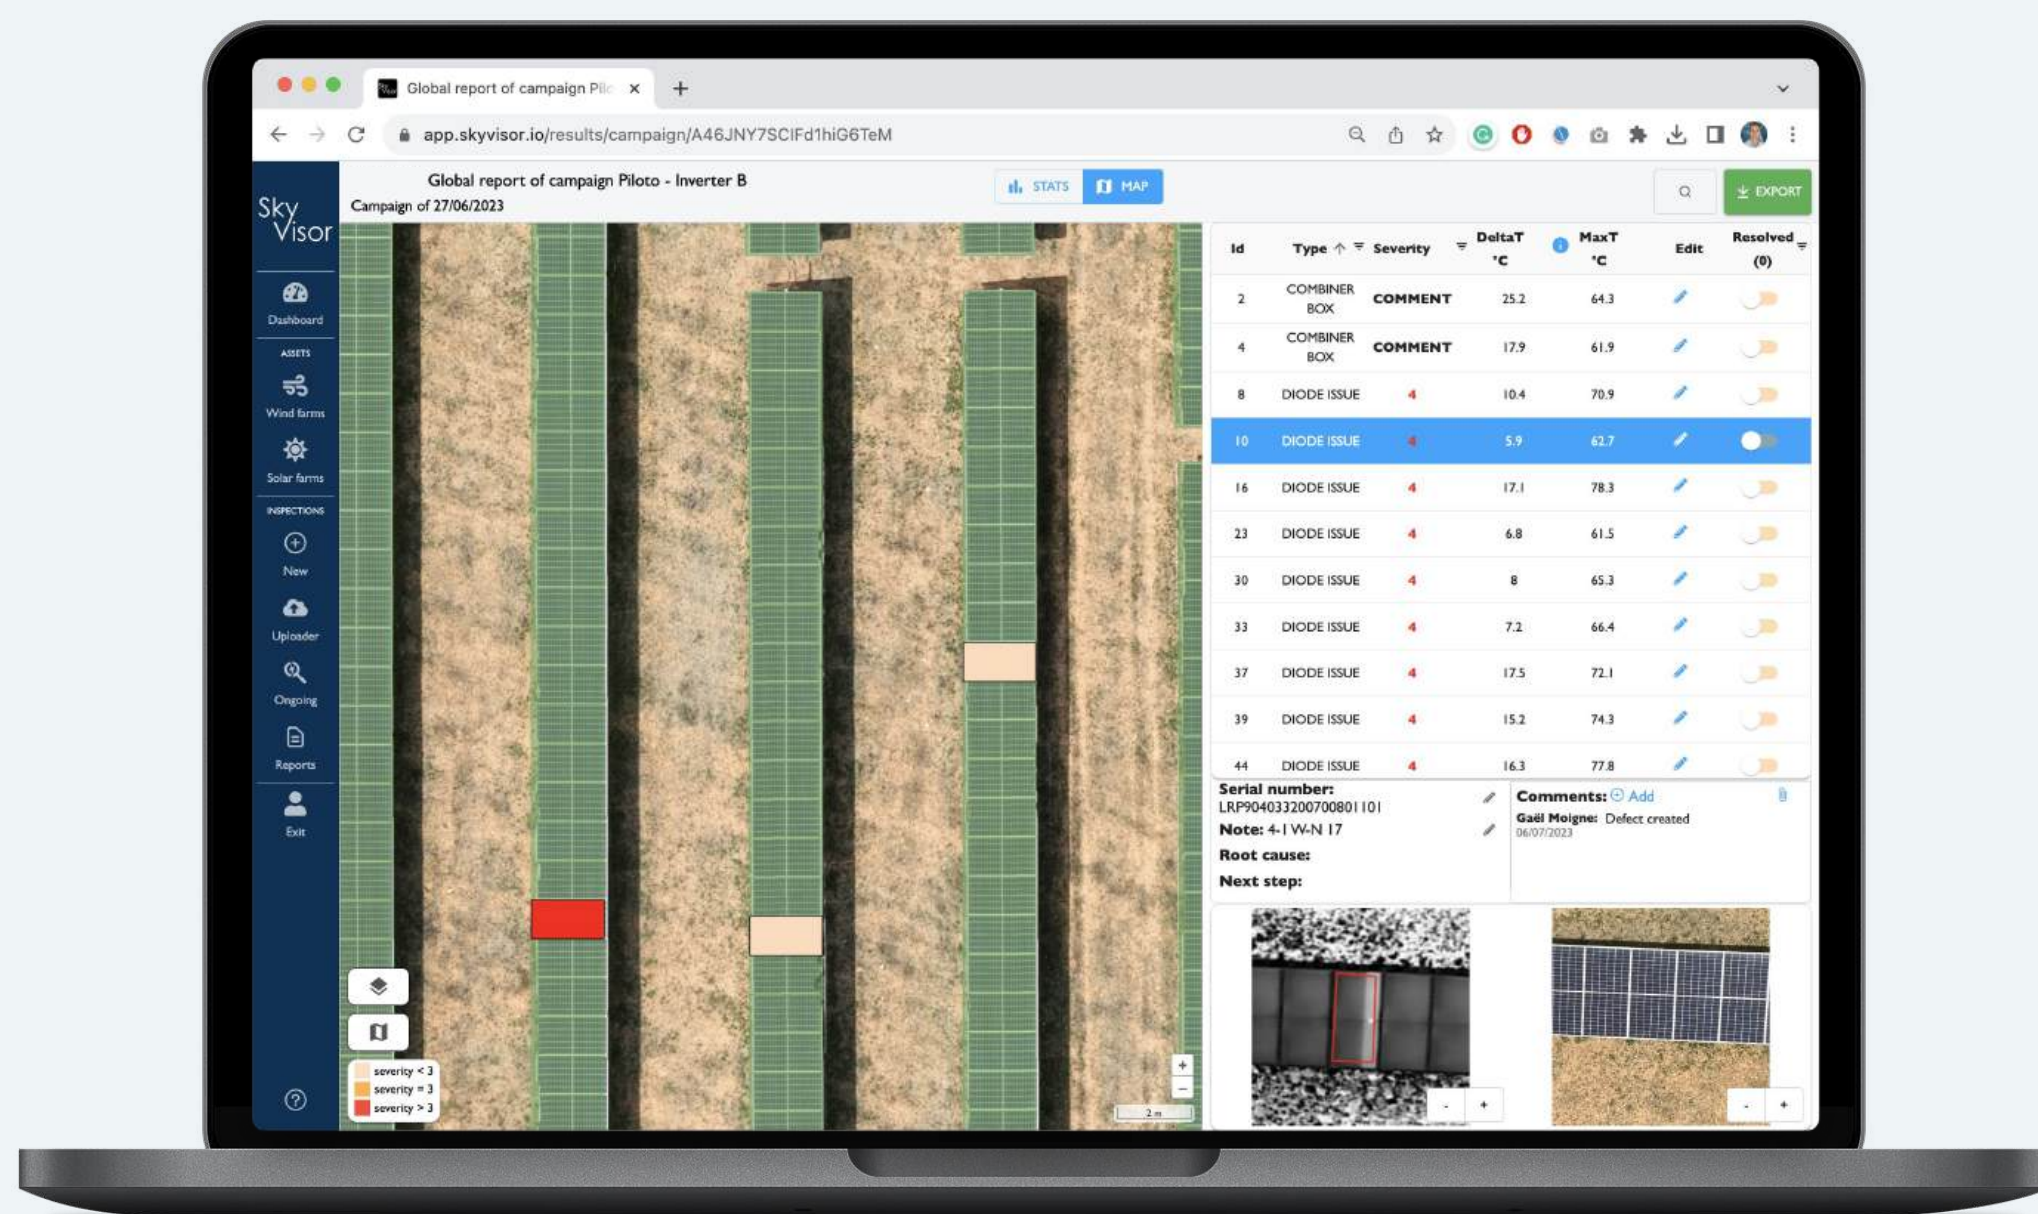 Global report of campaign Pilo
app.skyvisor.io/results/campaign/A46JNY7SCIFd1hiG6TeM
Sky
Visor
Dashboard
ASSETS
Wind farms
Solar farms
INSPECTIONS
New
Uploader
Ongoing
Reports
Exit
Global report of campaign Piloto - Inverter B
Campaign of 27/06/2023
STATS MAP
EXPORT
severity < 3
severity = 3
severity > 3
+
−
2 m
Id Type Severity DeltaT °C MaxT °C Edit Resolved (0)
2 COMBINER BOX COMMENT 25.2 64.3
4 COMBINER BOX COMMENT 17.9 61.9
8 DIODE ISSUE 4 10.4 70.9
10 DIODE ISSUE 4 5.9 62.7
16 DIODE ISSUE 4 17.1 78.3
23 DIODE ISSUE 4 6.8 61.5
30 DIODE ISSUE 4 8 65.3
33 DIODE ISSUE 4 7.2 66.4
37 DIODE ISSUE 4 17.5 72.1
39 DIODE ISSUE 4 15.2 74.3
44 DIODE ISSUE 4 16.3 77.8
Serial number:
LRP904033200700801101
Note: 4-1 W-N 17
Root cause:
Next step:
Comments: Add
Gaël Moigne: Defect created
06/07/2023
- +
- +